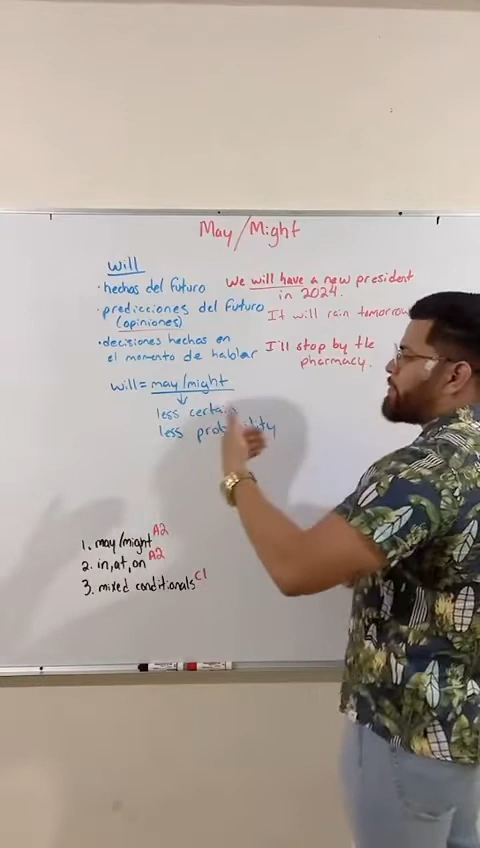 May/Might
will
• hechos del futuro
We will have a new president
in 2024.
• predicciones del futuro
(opiniones)
It will rain tomorrow
• decisiones hechas en
el momento de hablar
I'll stop by the
pharmacy.
will = may/might
less
less
1. may/might A2
2. in, at, on A2
3. mixed conditionals C1